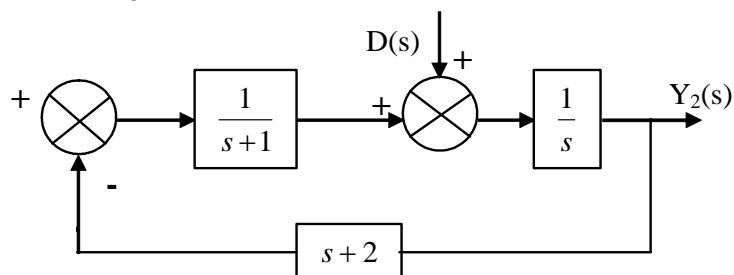 D(s)
+
+
1
s+1
+
1
s
Y₂(s)
-
s+2